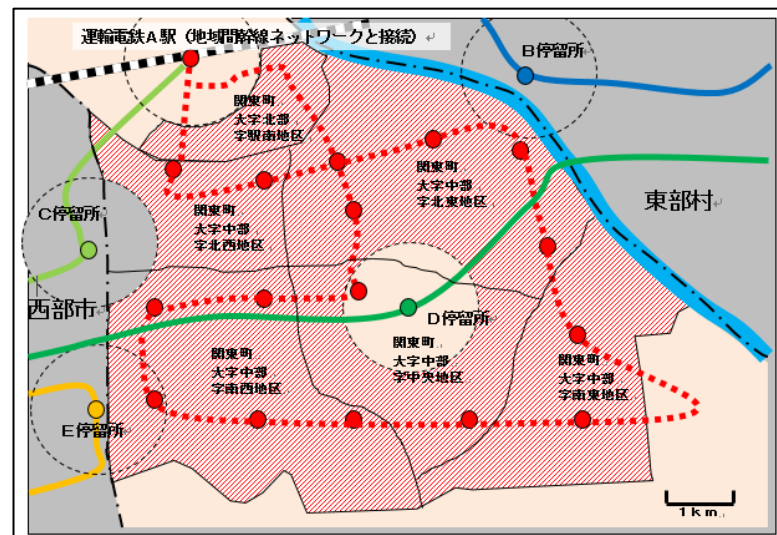 運輸電鉄A駅（地域間幹線ネットワークと接続）
B停留所
関東町
大字北部
字駅南地区
関東町
大字中部
字北東地区
東部村
C停留所
関東町
大字中部
字北西地区
西部市
D停留所
関東町
大字中部
字南西地区
関東町
大字中部
字中央地区
関東町
大字中部
字南東地区
E停留所
1km